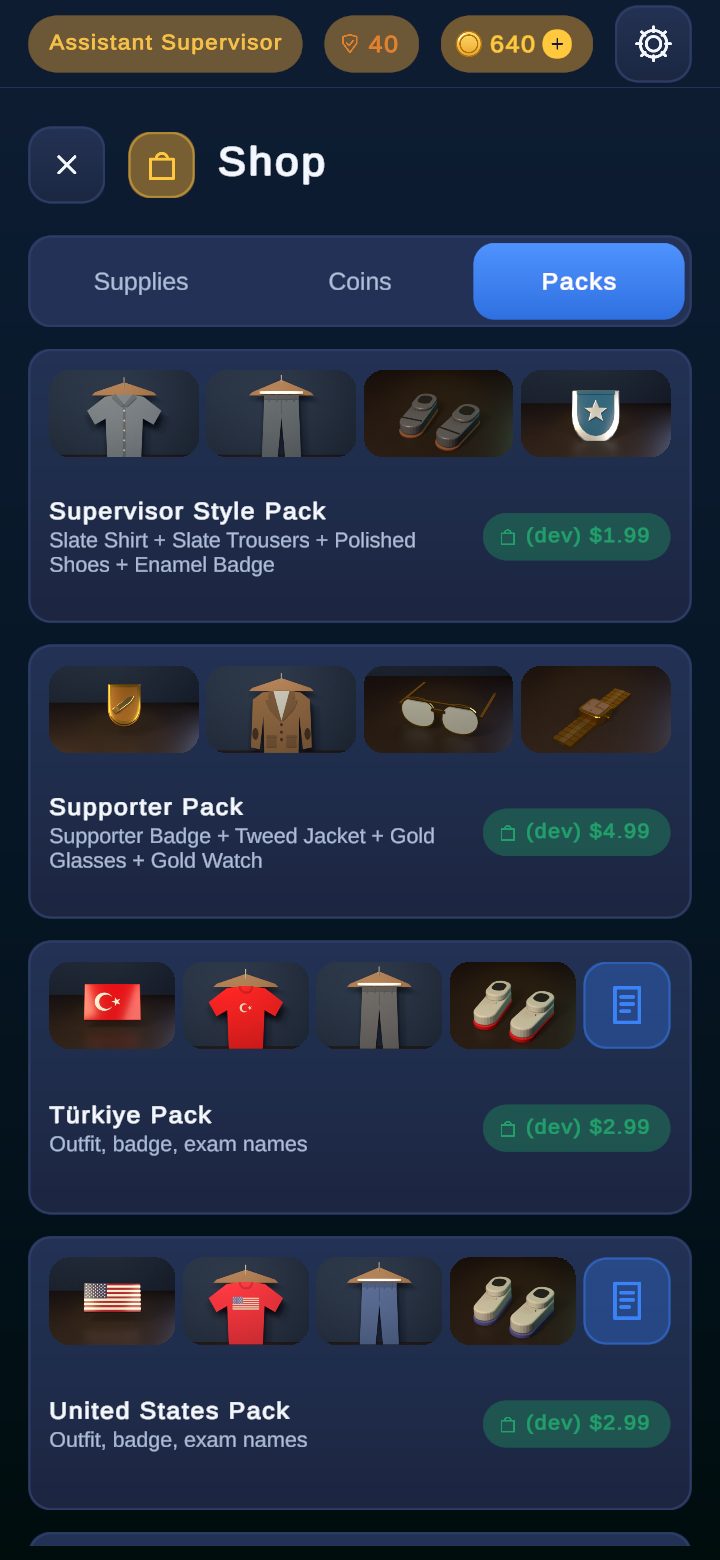 Assistant Supervisor
40
640
+
Shop
Supplies
Coins
Packs
Supervisor Style Pack
Slate Shirt + Slate Trousers + Polished
Shoes + Enamel Badge
(dev) $1.99
Supporter Pack
Supporter Badge + Tweed Jacket + Gold
Glasses + Gold Watch
(dev) $4.99
Türkiye Pack
Outfit, badge, exam names
(dev) $2.99
United States Pack
Outfit, badge, exam names
(dev) $2.99